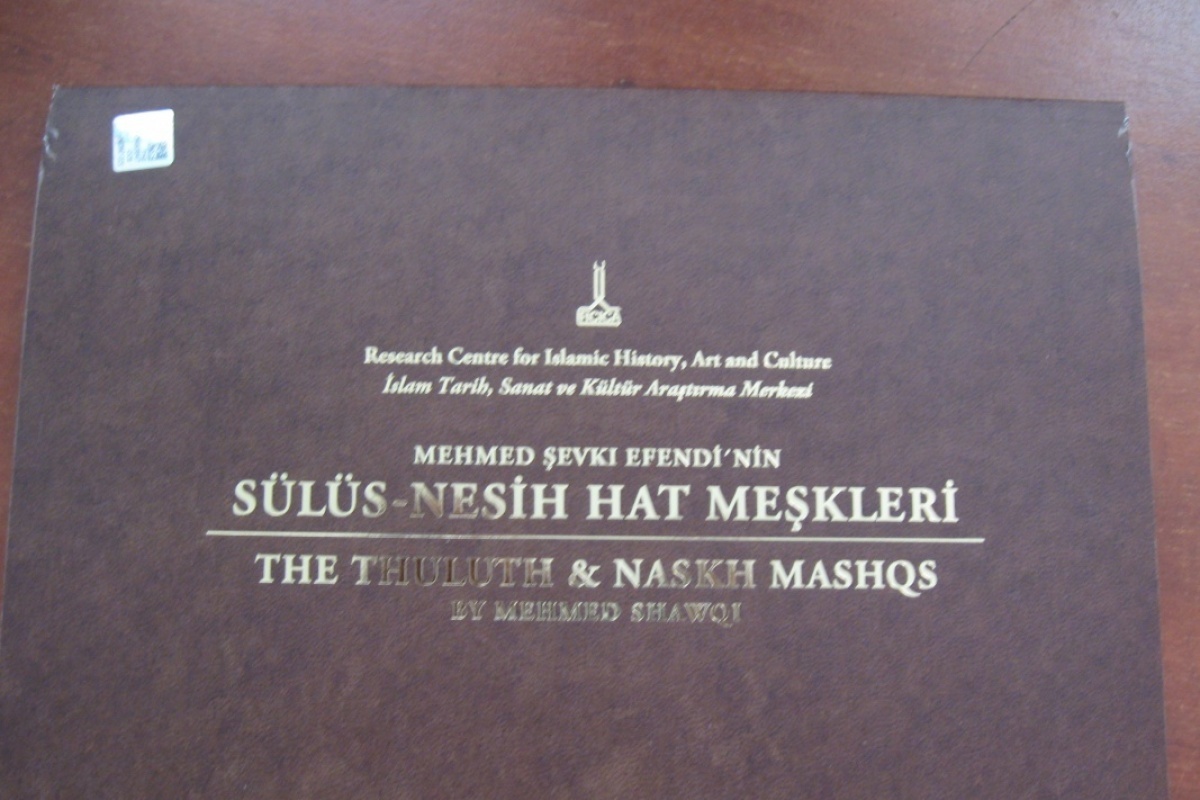 IRCICA
Research Centre for Islamic History, Art and Culture
İslam Tarih, Sanat ve Kültür Araştırma Merkezi
MEHMED ŞEVKI EFENDİ'NİN
SÜLÜS-NESİH HAT MEŞKLERİ
THE THULUTH & NASKH MASHQS
BY MEHMED SHAWQI